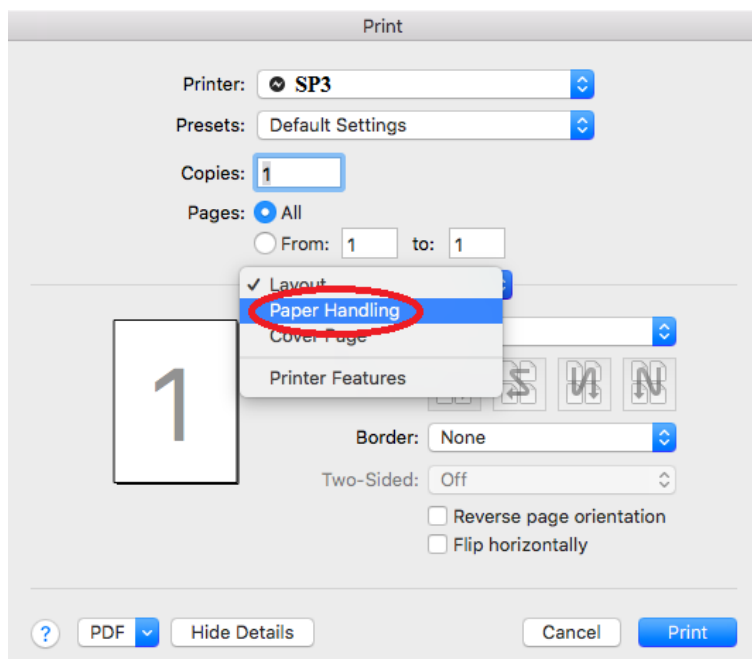 Print
Printer: SP3
Presets: Default Settings
Copies: 1
Pages: All
From: 1 to: 1
✓ Layout
Paper Handling
Cover Page
Printer Features
1
Border: None
Two-Sided: Off
Reverse page orientation
Flip horizontally
? PDF Hide Details Cancel Print